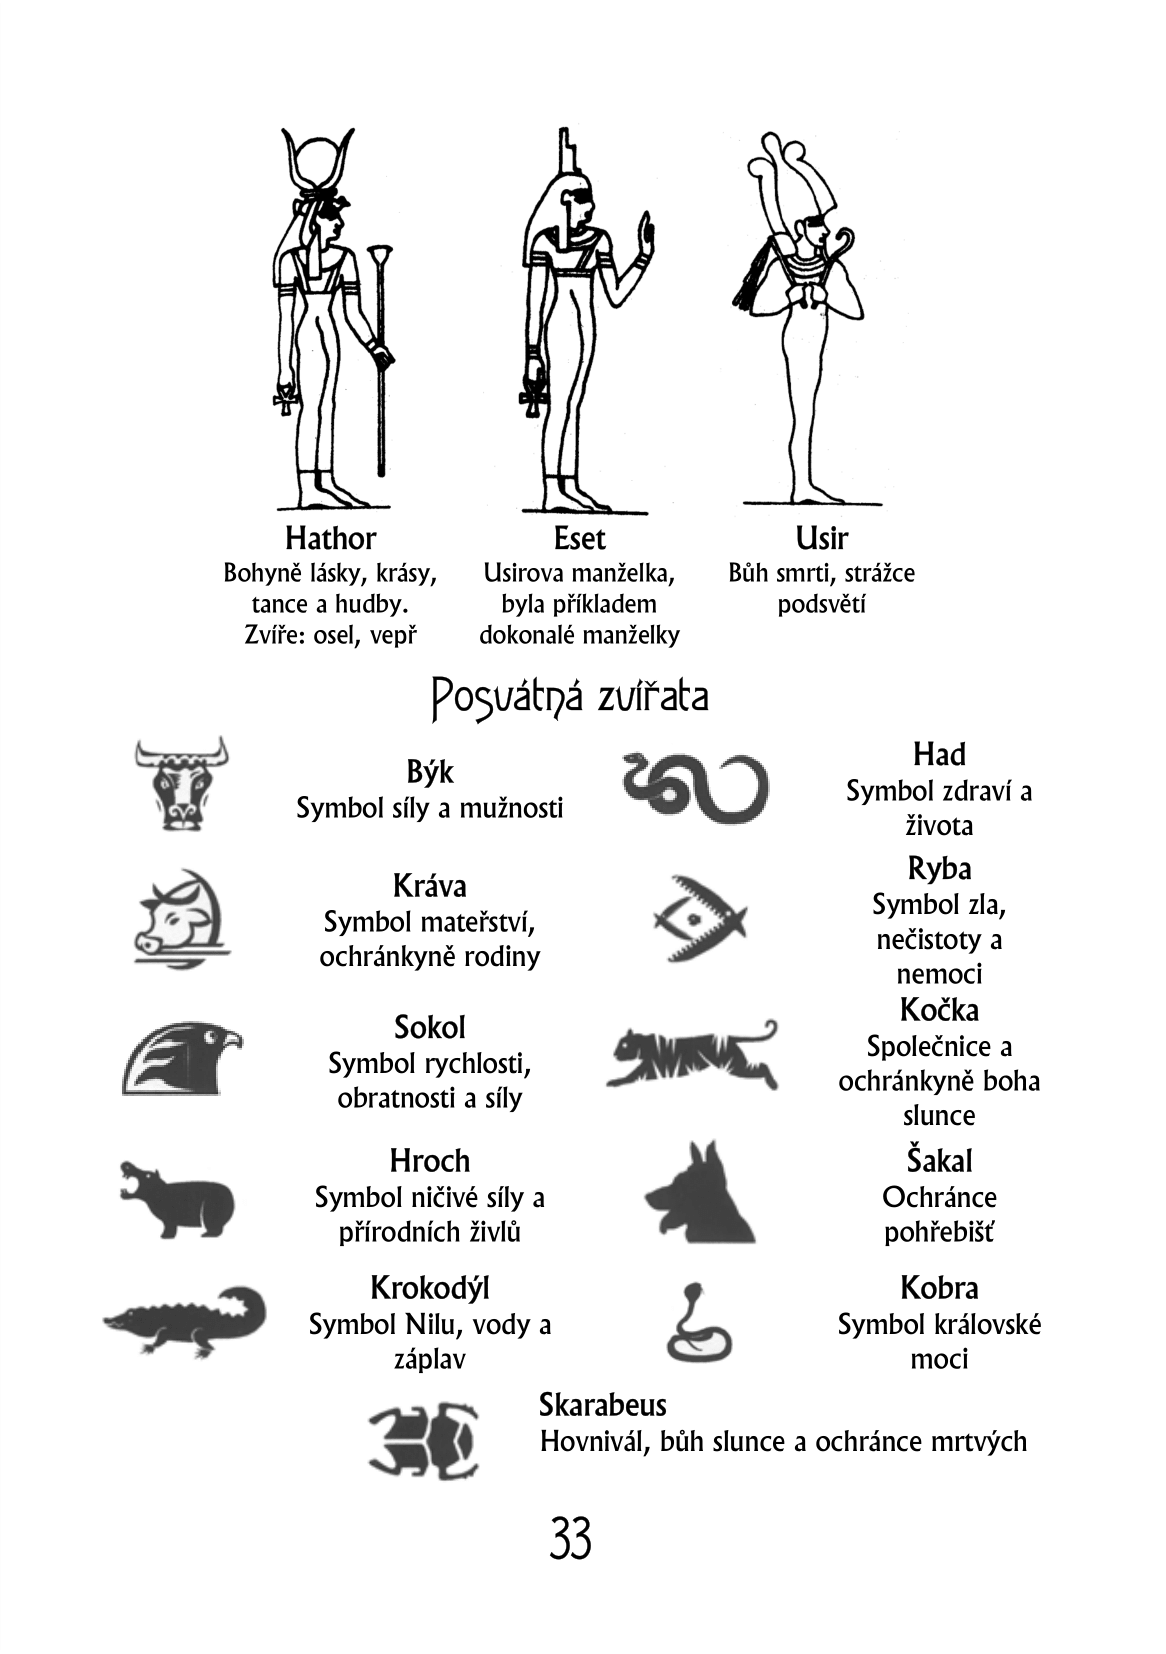 Hathor
Bohyně lásky, krásy,
tance a hudby.
Zvíře: osel, vepř
Eset
Usirova manželka,
byla příkladem
dokonalé manželky
Usir
Bůh smrti, strážce
podsvětí
Posvátná zvířata
Býk
Symbol síly a mužnosti
Had
Symbol zdraví a
života
Kráva
Symbol mateřství,
ochránkyně rodiny
Ryba
Symbol zla,
nečistoty a
nemoci
Sokol
Symbol rychlosti,
obratnosti a síly
Kočka
Společnice a
ochránkyně boha
slunce
Hroch
Symbol ničivé síly a
přírodních živlů
Šakal
Ochránce
pohřebišť
Krokodýl
Symbol Nilu, vody a
záplav
Kobra
Symbol královské
moci
Skarabeus
Hovnivál, bůh slunce a ochránce mrtvých
33